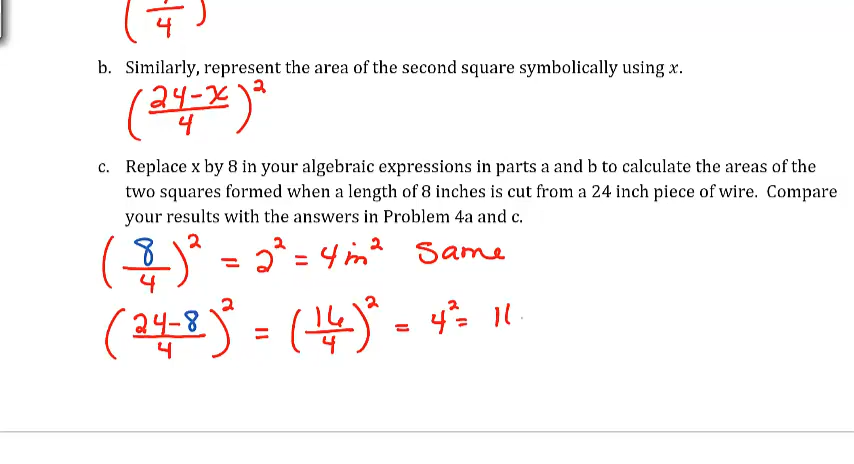 (x/4)²
b. Similarly, represent the area of the second square symbolically using x.
((24-x)/4)²
c. Replace x by 8 in your algebraic expressions in parts a and b to calculate the areas of the
two squares formed when a length of 8 inches is cut from a 24 inch piece of wire. Compare
your results with the answers in Problem 4a and c.
(8/4)² = 2² = 4 in² Same
((24-8)/4)² = (16/4)² = 4² =